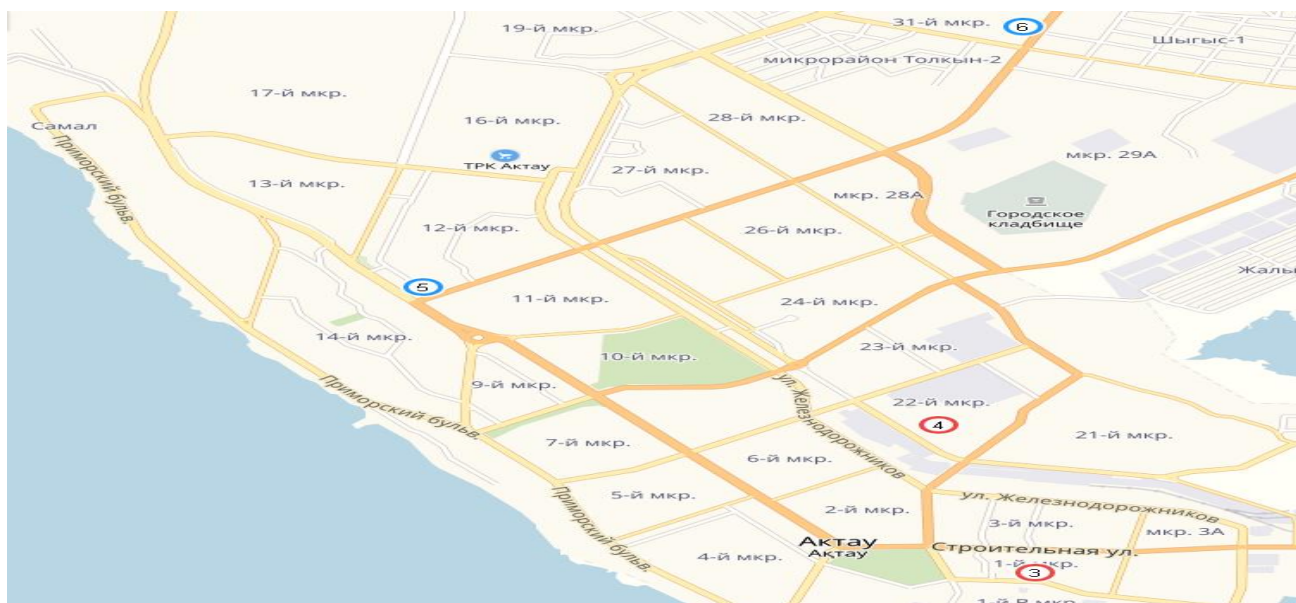 31-й мкр.
6
19-й мкр.
Шыгыс-1
микрорайон Толкын-2
17-й мкр.
28-й мкр.
16-й мкр.
Самал
ТРК Актау
27-й мкр.
мкр. 29А
13-й мкр.
мкр. 28А
Приморский бульв.
Городское
кладбище
12-й мкр.
26-й мкр.
5
11-й мкр.
24-й мкр.
14-й мкр.
10-й мкр.
23-й мкр.
9-й мкр.
Приморский бульв.
ул. Железнодорожников
22-й мкр.
4
21-й мкр.
7-й мкр.
6-й мкр.
5-й мкр.
ул. Железнодорожников
2-й мкр.
3-й мкр.
мкр. 3А
Приморский бульв.
Актау
Ақтау
Строительная ул.
4-й мкр.
1-й мкр.
3
1-й В мкр.